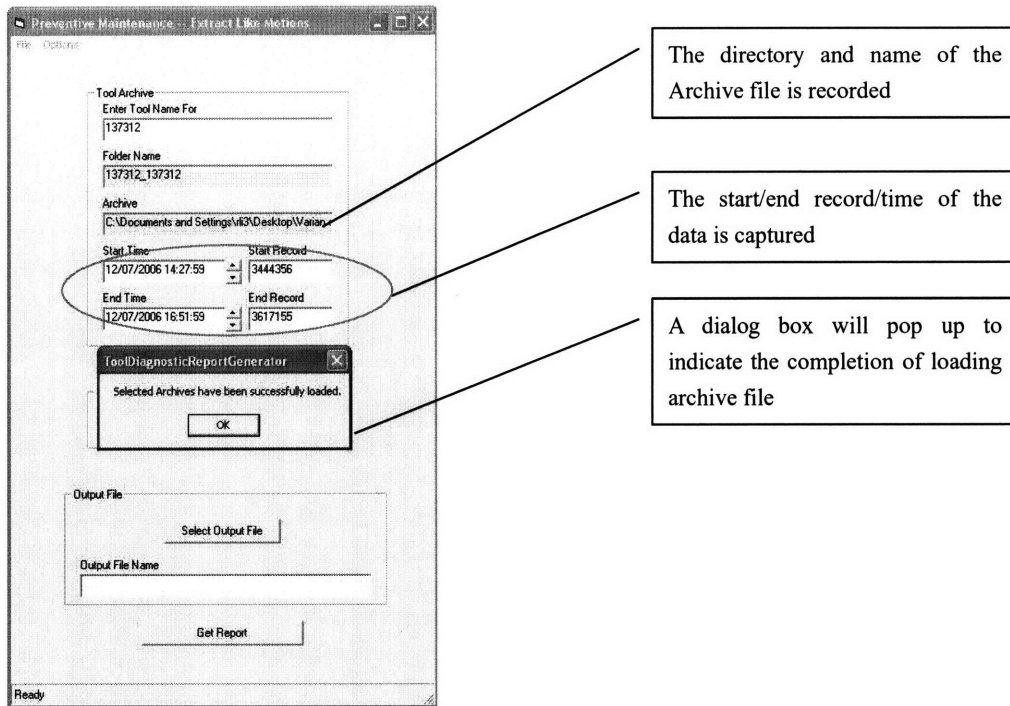 Preventive Maintenance -- Extract Like Motions
File Options
Tool Archive
Enter Tool Name For
137312
Folder Name
137312_137312
Archive
C:\Documents and Settings\rli3\Desktop\Varian
Start Time Start Record
12/07/2006 14:27:59 3444356
End Time End Record
12/07/2006 16:51:59 3617155
ToolDiagnosticReportGenerator
Selected Archives have been successfully loaded.
OK
Output File
Select Output File
Output File Name
Get Report
Ready
The directory and name of the
Archive file is recorded
The start/end record/time of the
data is captured
A dialog box will pop up to
indicate the completion of loading
archive file